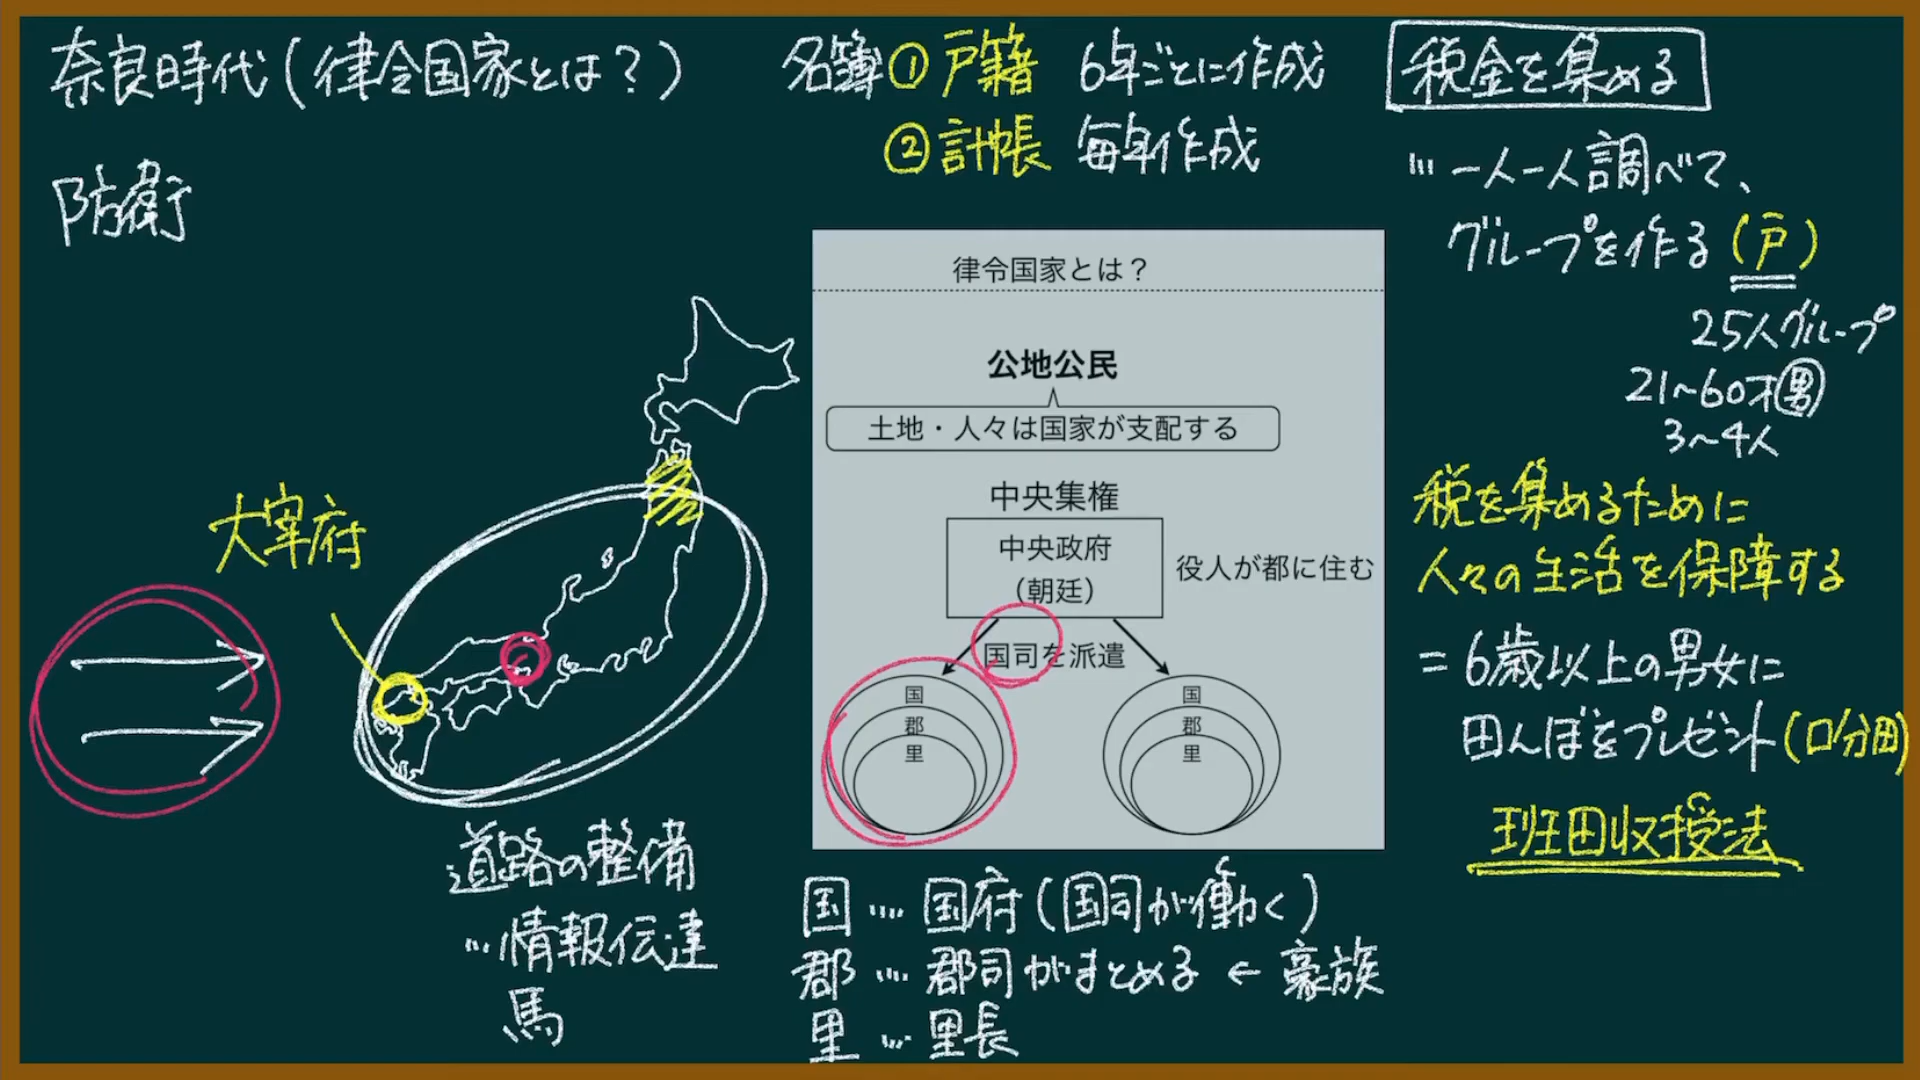 奈良時代(律令国家とは?)
防衛
大宰府
道路の整備
…情報伝達
馬
名簿①戸籍 6年ごとに作成
②計帳 毎年作成
律令国家とは？
公地公民
土地・人々は国家が支配する
中央集権
中央政府
（朝廷）
役人が都に住む
国司を派遣
国
郡
里
国
郡
里
国…国府(国司が働く)
郡…郡司がまとめる←豪族
里…里長
税金を集める
…一人一人調べて、
グループを作る(戸)
25人グループ
21~60才男
3~4人
税を集めるために
人々の生活を保障する
=6歳以上の男女に
田んぼをプレゼント(口分田)
班田収授法